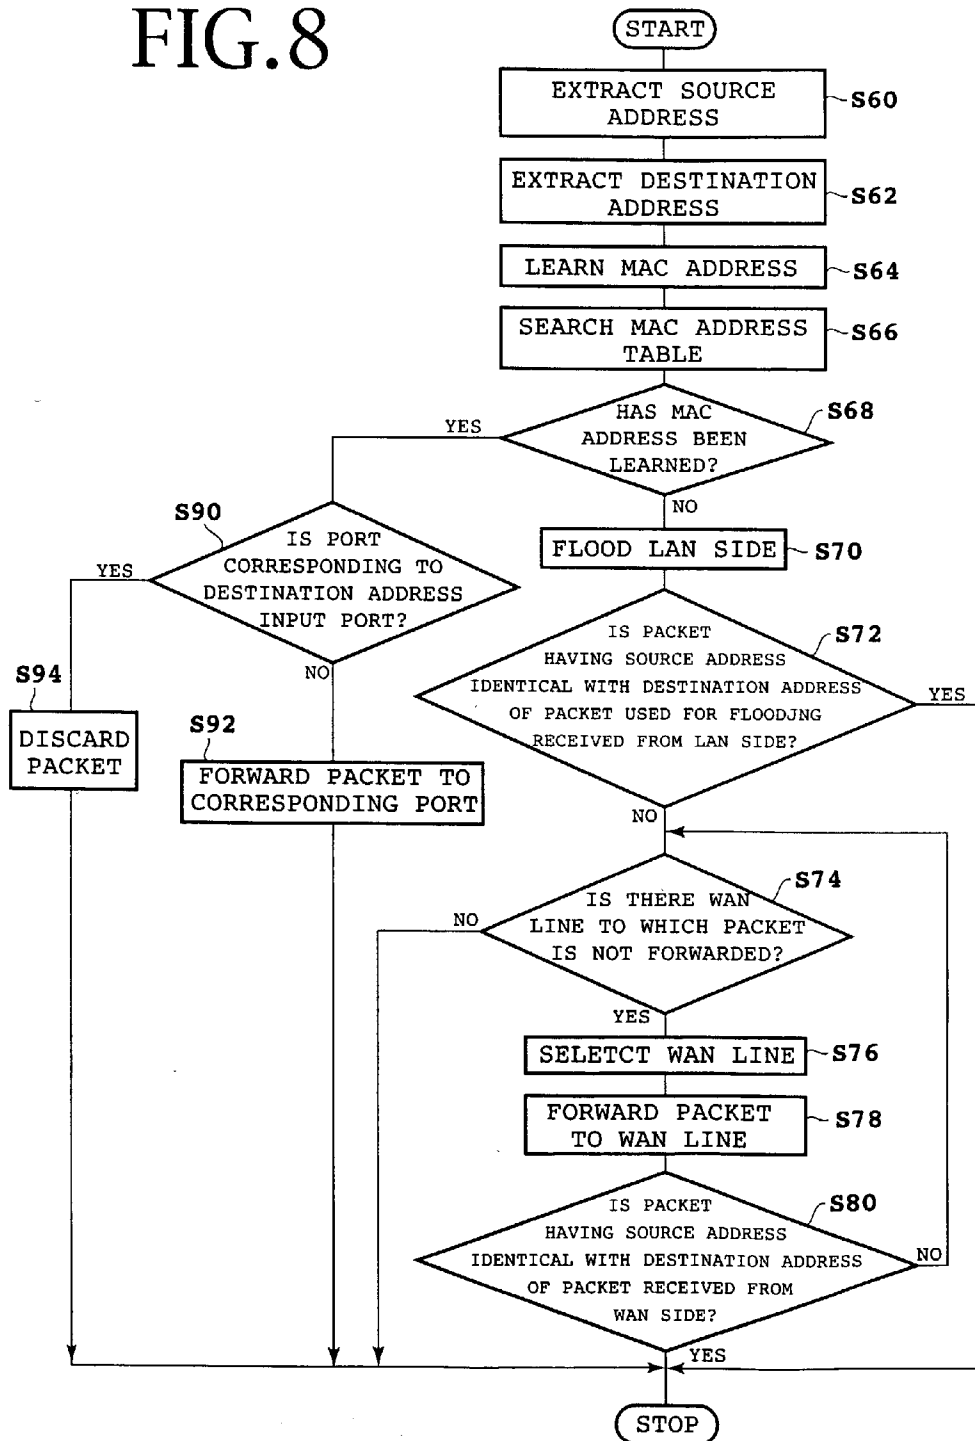 FIG.8
START
EXTRACT SOURCE
ADDRESS
S60
EXTRACT DESTINATION
ADDRESS
S62
LEARN MAC ADDRESS
S64
SEARCH MAC ADDRESS
TABLE
S66
HAS MAC
ADDRESS BEEN
LEARNED?
S68
YES
NO
S90
IS PORT
CORRESPONDING TO
DESTINATION ADDRESS
INPUT PORT?
YES
NO
FLOOD LAN SIDE
S70
IS PACKET
HAVING SOURCE ADDRESS
IDENTICAL WITH DESTINATION ADDRESS
OF PACKET USED FOR FLOODJNG
RECEIVED FROM LAN SIDE?
S72
YES
NO
S94
DISCARD
PACKET
S92
FORWARD PACKET TO
CORRESPONDING PORT
IS THERE WAN
LINE TO WHICH PACKET
IS NOT FORWARDED?
S74
NO
YES
SELETCT WAN LINE
S76
FORWARD PACKET
TO WAN LINE
S78
IS PACKET
HAVING SOURCE ADDRESS
IDENTICAL WITH DESTINATION ADDRESS
OF PACKET RECEIVED FROM
WAN SIDE?
S80
NO
YES
STOP